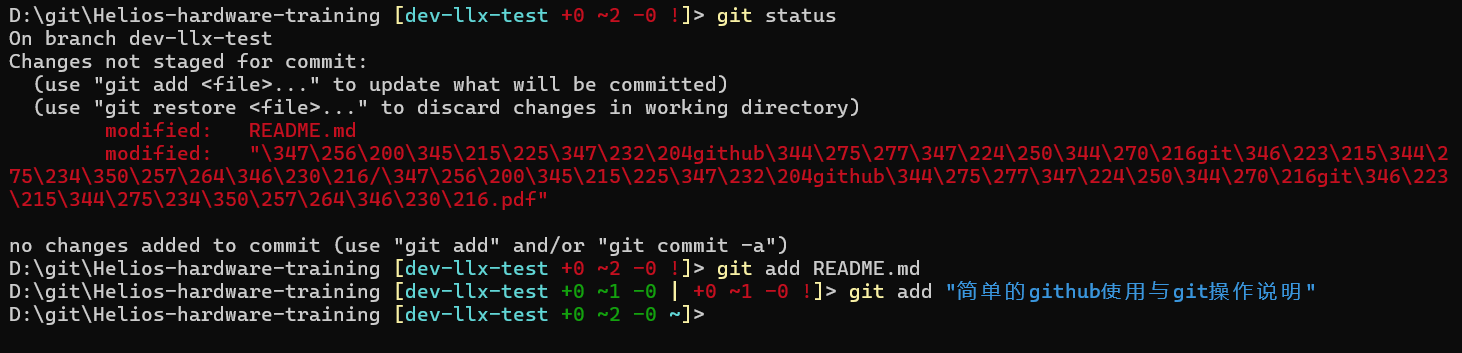 D:\git\Helios-hardware-training [dev-llx-test +0 ~2 -0 !]> git status
On branch dev-llx-test
Changes not staged for commit:
  (use "git add <file>..." to update what will be committed)
  (use "git restore <file>..." to discard changes in working directory)
        modified:   README.md
        modified:   "\347\256\200\345\215\225\347\232\204github\344\275\277\347\224\250\344\270\216git\346\223\215\344\2
75\234\350\257\264\346\230\216/\347\256\200\345\215\225\347\232\204github\344\275\277\347\224\250\344\270\216git\346\223
\215\344\275\234\350\257\264\346\230\216.pdf"
no changes added to commit (use "git add" and/or "git commit -a")
D:\git\Helios-hardware-training [dev-llx-test +0 ~2 -0 !]> git add README.md
D:\git\Helios-hardware-training [dev-llx-test +0 ~1 -0 | +0 ~1 -0 !]> git add "简单的github使用与git操作说明"
D:\git\Helios-hardware-training [dev-llx-test +0 ~2 -0 ~]>